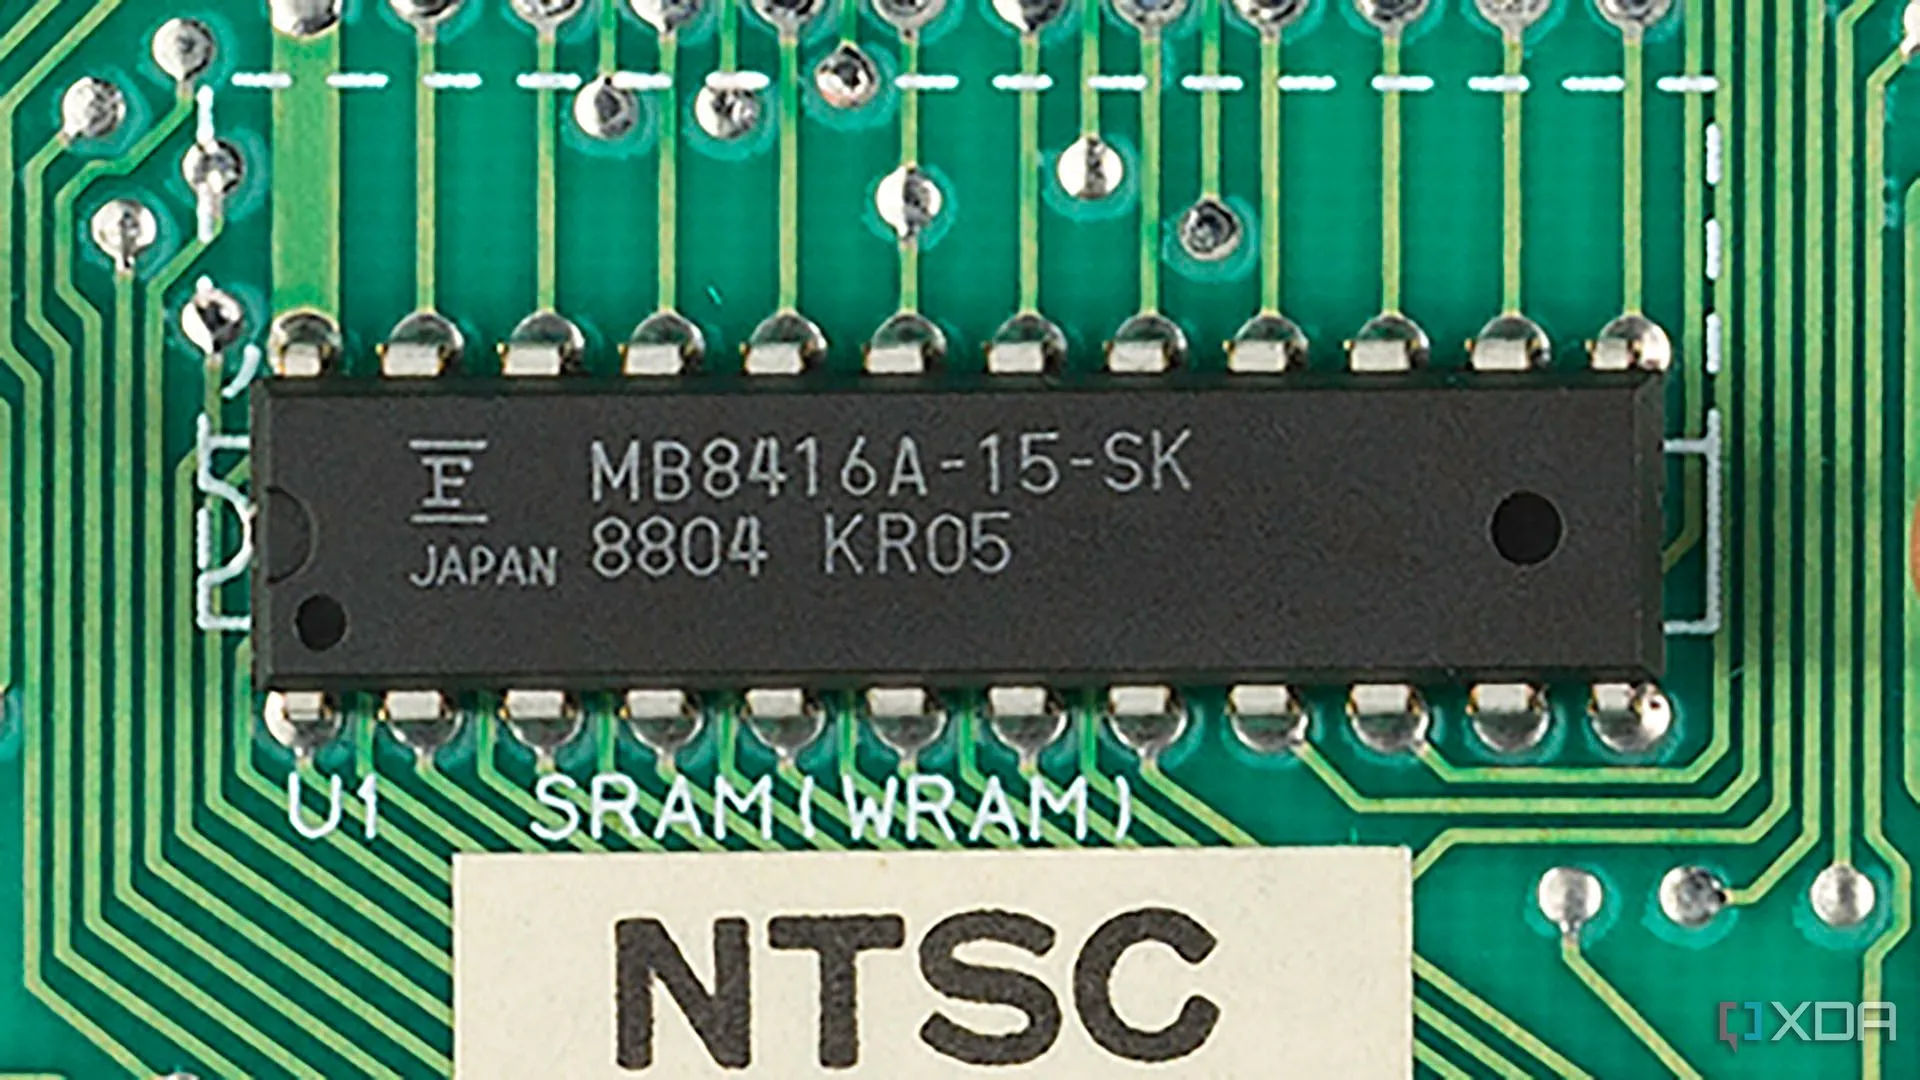 F MB8416A-15-SK
JAPAN 8804 KR05
U1 SRAM(WRAM)
NTSC
XDA